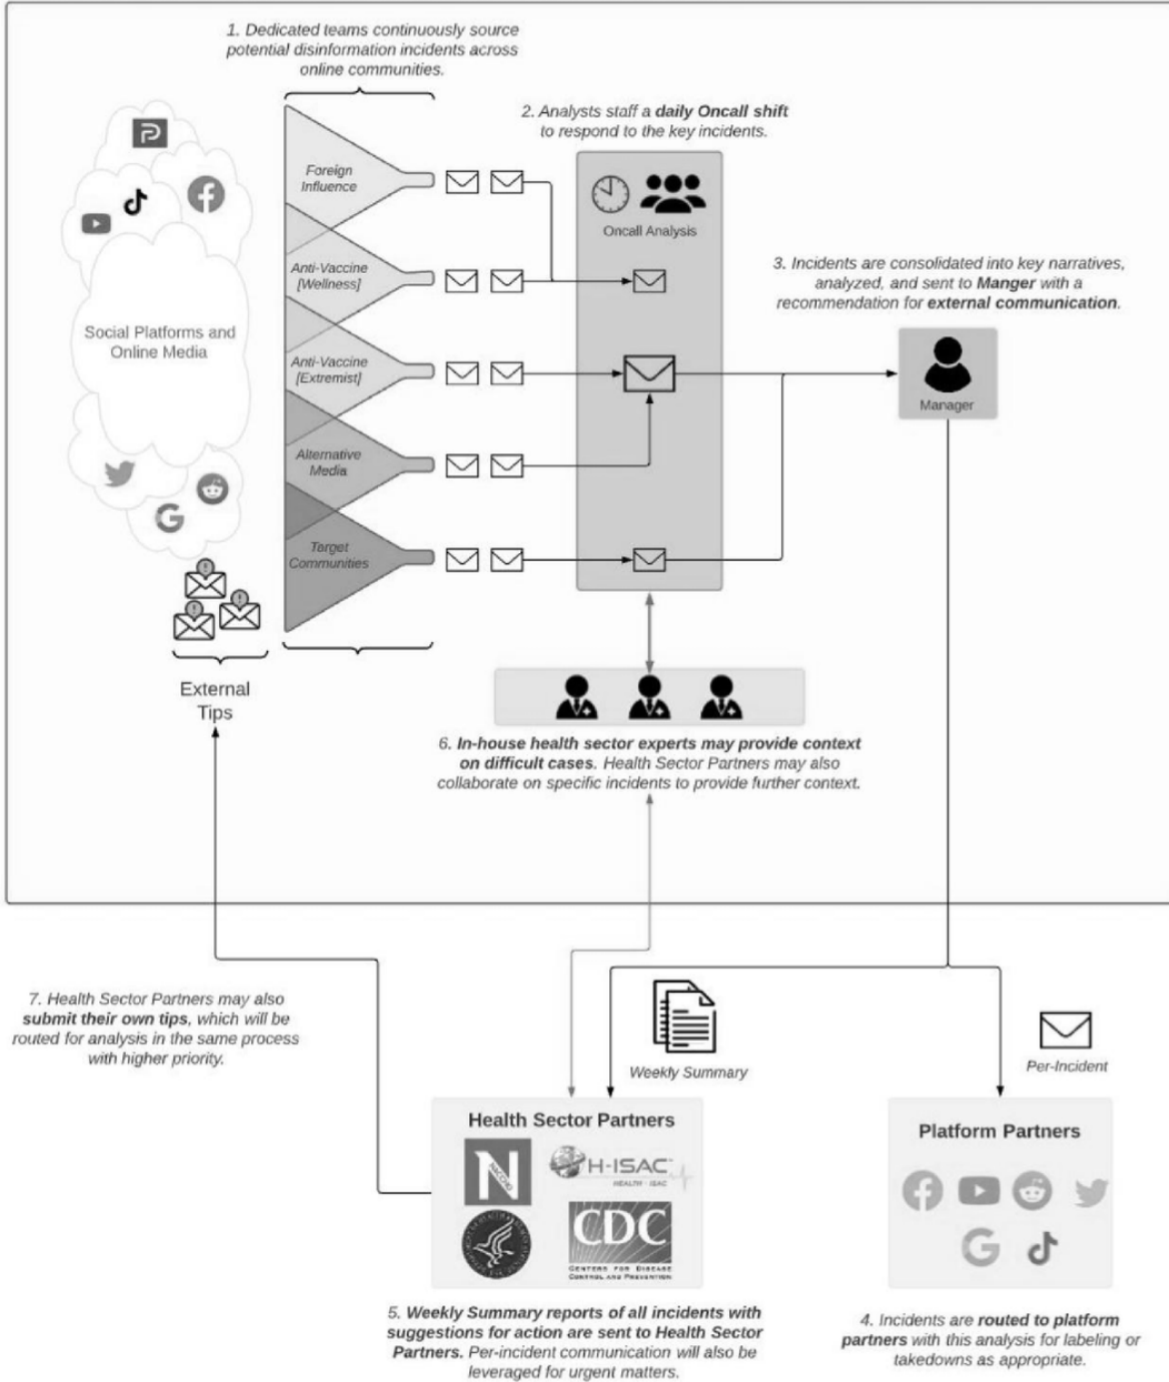 1. Dedicated teams continuously source
potential disinformation incidents across
online communities.
2. Analysts staff a daily Oncall shift
to respond to the key incidents.
Foreign
Influence
Oncall Analysis
Anti-Vaccine
[Wellness]
3. Incidents are consolidated into key narratives,
analyzed, and sent to Manger with a
recommendation for external communication.
Social Platforms and
Online Media
Anti-Vaccine
[Extremist]
Manager
Alternative
Media
Target
Communities
External
Tips
6. In-house health sector experts may provide context
on difficult cases. Health Sector Partners may also
collaborate on specific incidents to provide further context.
7. Health Sector Partners may also
submit their own tips, which will be
routed for analysis in the same process
with higher priority.
Weekly Summary
Per-Incident
Health Sector Partners
N
H-ISAC
HEALTH - ISAC
CDC
CENTERS FOR DISEASE
CONTROL AND PREVENTION
Platform Partners
5. Weekly Summary reports of all incidents with
suggestions for action are sent to Health Sector
Partners. Per-incident communication will also be
leveraged for urgent matters.
4. Incidents are routed to platform
partners with this analysis for labeling or
takedowns as appropriate.